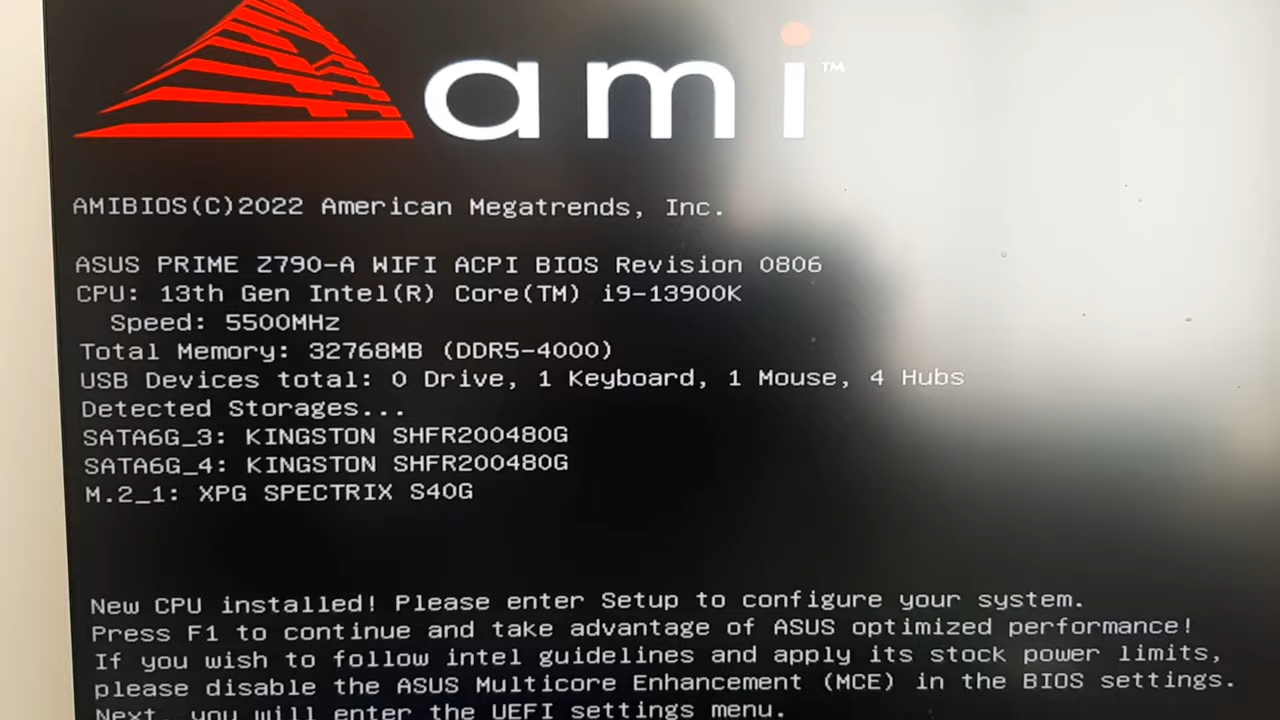 ami™
AMIBIOS(C)2022 American Megatrends, Inc.
ASUS PRIME Z790-A WIFI ACPI BIOS Revision 0806
CPU: 13th Gen Intel(R) Core(TM) i9-13900K
Speed: 5500MHz
Total Memory: 32768MB (DDR5-4000)
USB Devices total: 0 Drive, 1 Keyboard, 1 Mouse, 4 Hubs
Detected Storages...
SATA6G_3: KINGSTON SHFR200480G
SATA6G_4: KINGSTON SHFR200480G
M.2_1: XPG SPECTRIX S40G
New CPU installed! Please enter Setup to configure your system.
Press F1 to continue and take advantage of ASUS optimized performance!
If you wish to follow intel guidelines and apply its stock power limits,
please disable the ASUS Multicore Enhancement (MCE) in the BIOS settings.
Next, you will enter the UEFI settings menu.